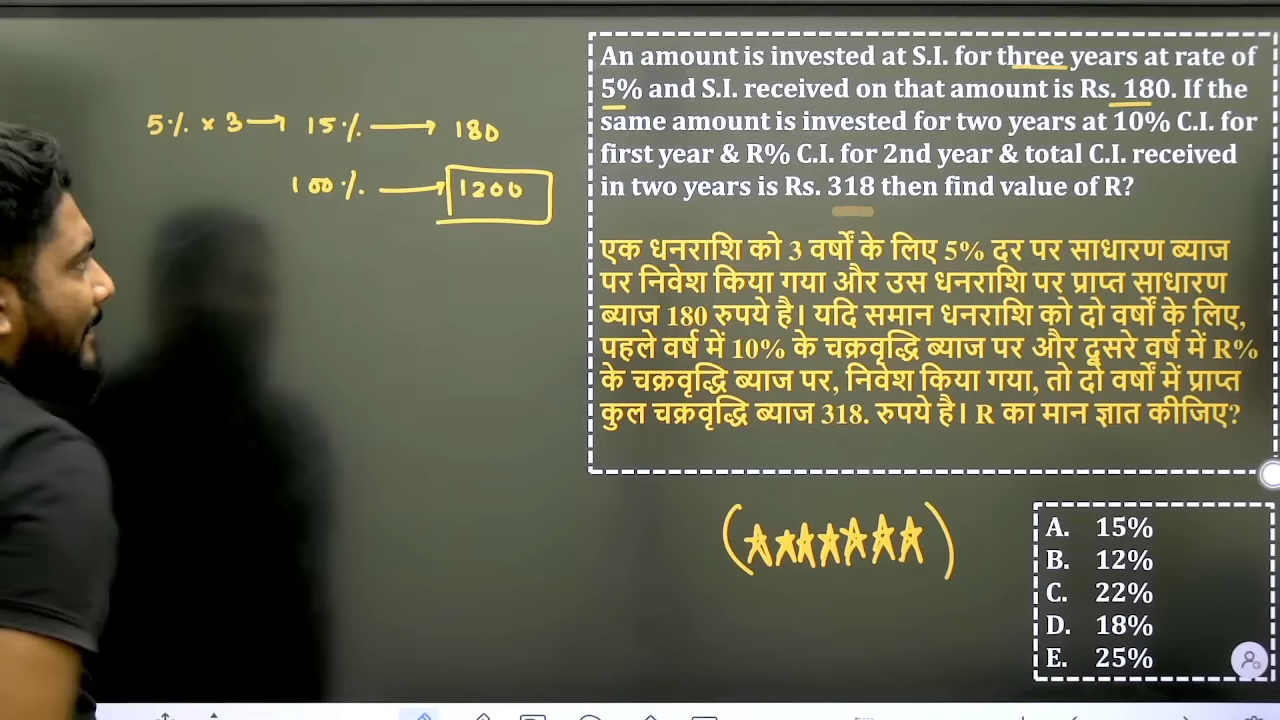 5% × 3 → 15% → 180
100% → 1200
An amount is invested at S.I. for three years at rate of
5% and S.I. received on that amount is Rs. 180. If the
same amount is invested for two years at 10% C.I. for
first year & R% C.I. for 2nd year & total C.I. received
in two years is Rs. 318 then find value of R?
एक धनराशि को 3 वर्षों के लिए 5% दर पर साधारण ब्याज
पर निवेश किया गया और उस धनराशि पर प्राप्त साधारण
ब्याज 180 रुपये है। यदि समान धनराशि को दो वर्षों के लिए,
पहले वर्ष में 10% के चक्रवृद्धि ब्याज पर और दूसरे वर्ष में R%
के चक्रवृद्धि ब्याज पर, निवेश किया गया, तो दो वर्षों में प्राप्त
कुल चक्रवृद्धि ब्याज 318. रुपये है। R का मान ज्ञात कीजिए?
A. 15%
B. 12%
C. 22%
D. 18%
E. 25%